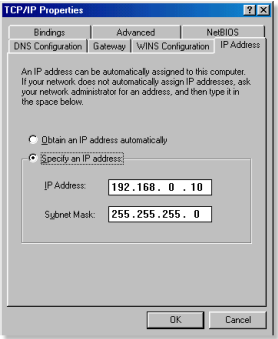 TCP/IP Properties
Bindings Advanced NetBIOS
DNS Configuration Gateway WINS Configuration IP Address
An IP address can be automatically assigned to this computer.
If your network does not automatically assign IP addresses, ask
your network administrator for an address, and then type it in
the space below.
Obtain an IP address automatically
Specify an IP address:
IP Address: 192.168. 0 .10
Subnet Mask: 255.255.255. 0
OK Cancel